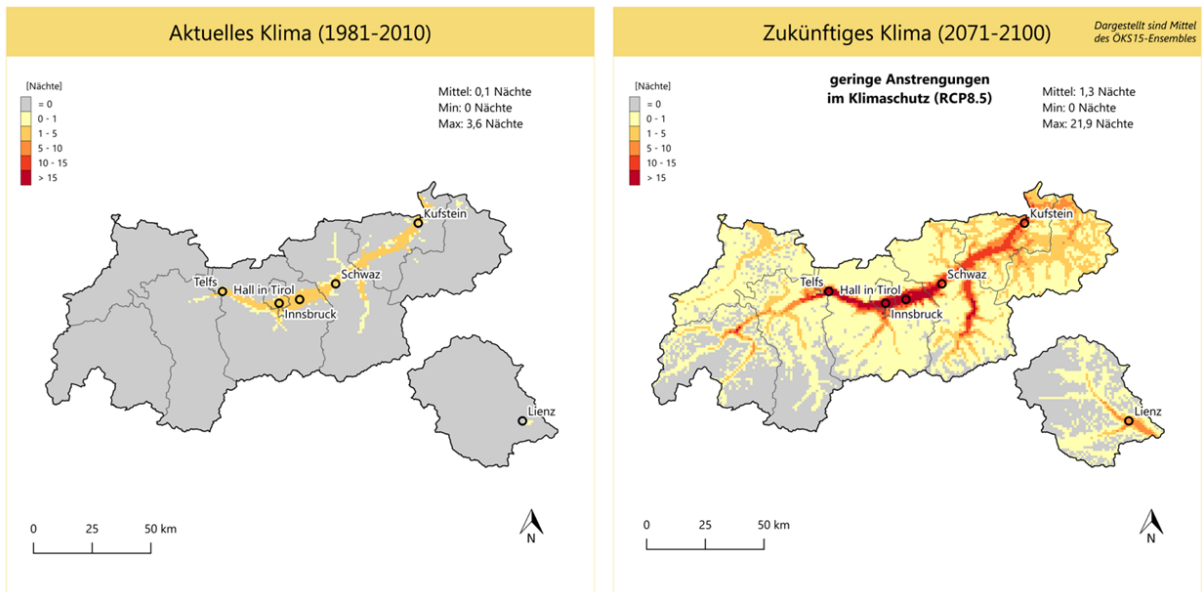 Aktuelles Klima (1981-2010)
[Nächte]
= 0
0 - 1
1 - 5
5 - 10
10 - 15
> 15
Mittel: 0,1 Nächte
Min: 0 Nächte
Max: 3,6 Nächte
Kufstein
Schwaz
Telfs
Hall in Tirol
Innsbruck
Lienz
0 25 50 km
N
Zukünftiges Klima (2071-2100)
Dargestellt sind Mittel
des ÖKS15-Ensembles
geringe Anstrengungen
im Klimaschutz (RCP8.5)
[Nächte]
= 0
0 - 1
1 - 5
5 - 10
10 - 15
> 15
Mittel: 1,3 Nächte
Min: 0 Nächte
Max: 21,9 Nächte
Kufstein
Schwaz
Telfs
Hall in Tirol
Innsbruck
Lienz
0 25 50 km
N